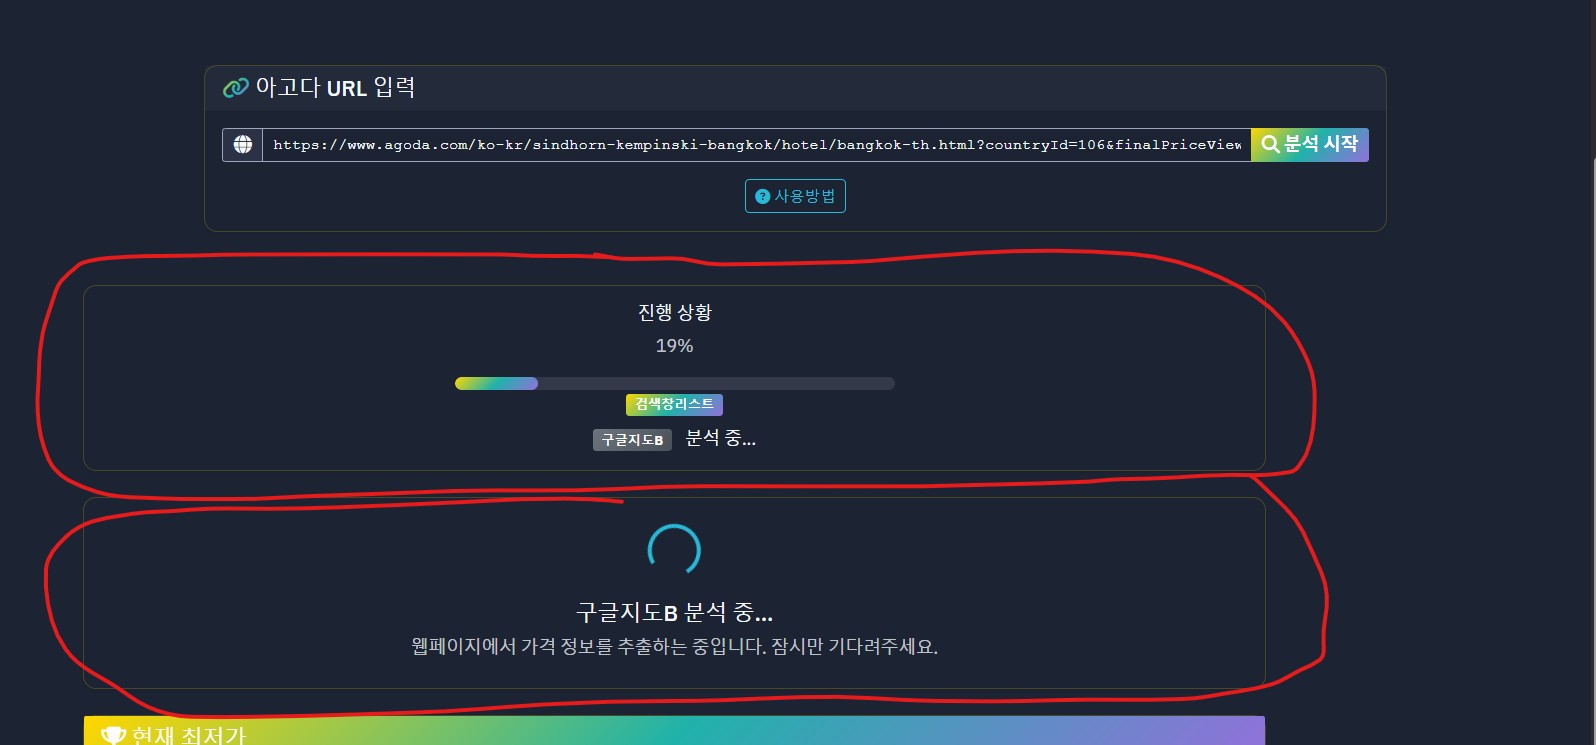 아고다 URL 입력
https://www.agoda.com/ko-kr/sindhorn-kempinski-bangkok/hotel/bangkok-th.html?countryId=106&finalPriceView
분석 시작
사용방법
진행 상황
19%
검색창리스트
구글지도B 분석 중...
구글지도B 분석 중...
웹페이지에서 가격 정보를 추출하는 중입니다. 잠시만 기다려주세요.
현재 최저가